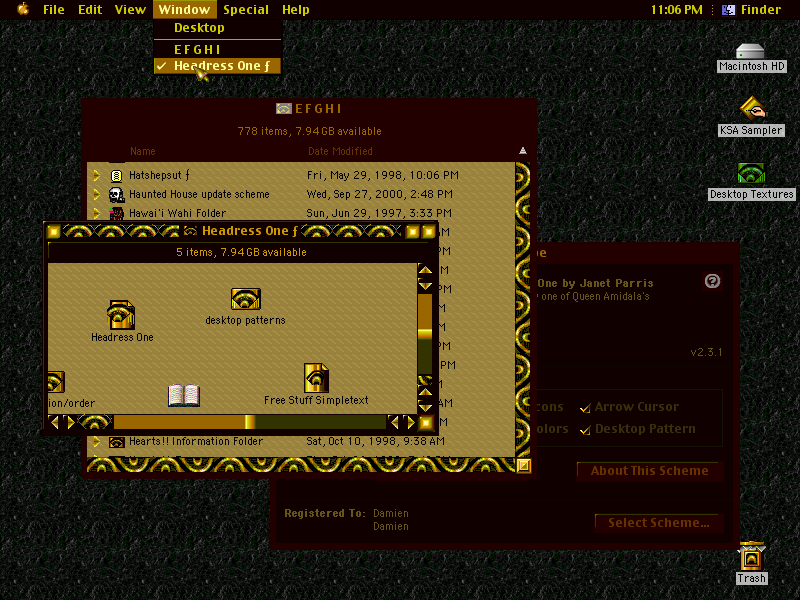 File Edit View Window Special Help 11:06 PM Finder
Desktop
E F G H I
✓ Headress One ƒ
Macintosh HD
KSA Sampler
Desktop Textures
Trash
E F G H I
778 items, 7.94 GB available
Name Date Modified
Hatshepsut ƒ Fri, May 29, 1998, 10:06 PM
Haunted House update scheme Wed, Sep 27, 2000, 2:48 PM
Hawai'i Wahi Folder Sun, Jun 29, 1997, 3:33 PM
Headress One ƒ
5 items, 7.94 GB available
Headress One
desktop patterns
ion/order
Free Stuff Simpletext
Hearts!! Information Folder Sat, Oct 10, 1998, 9:38 AM
One by Janet Parris
one of Queen Amidala's
v2.3.1
cons Arrow Cursor
olors Desktop Pattern
About This Scheme
Registered To: Damien
Damien
Select Scheme...